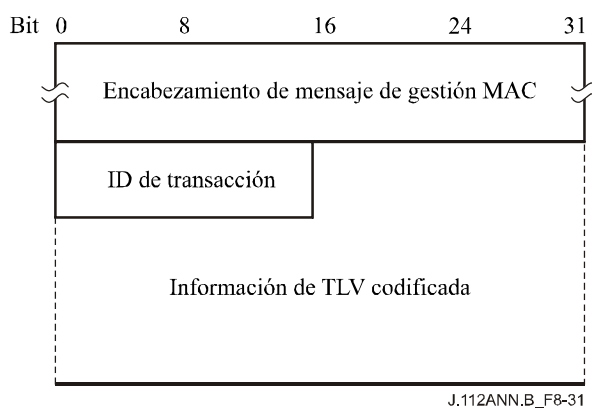 Bit 0 8 16 24 31
Encabezamiento de mensaje de gestión MAC
ID de transacción
Información de TLV codificada
J.112ANN.B_F8-31